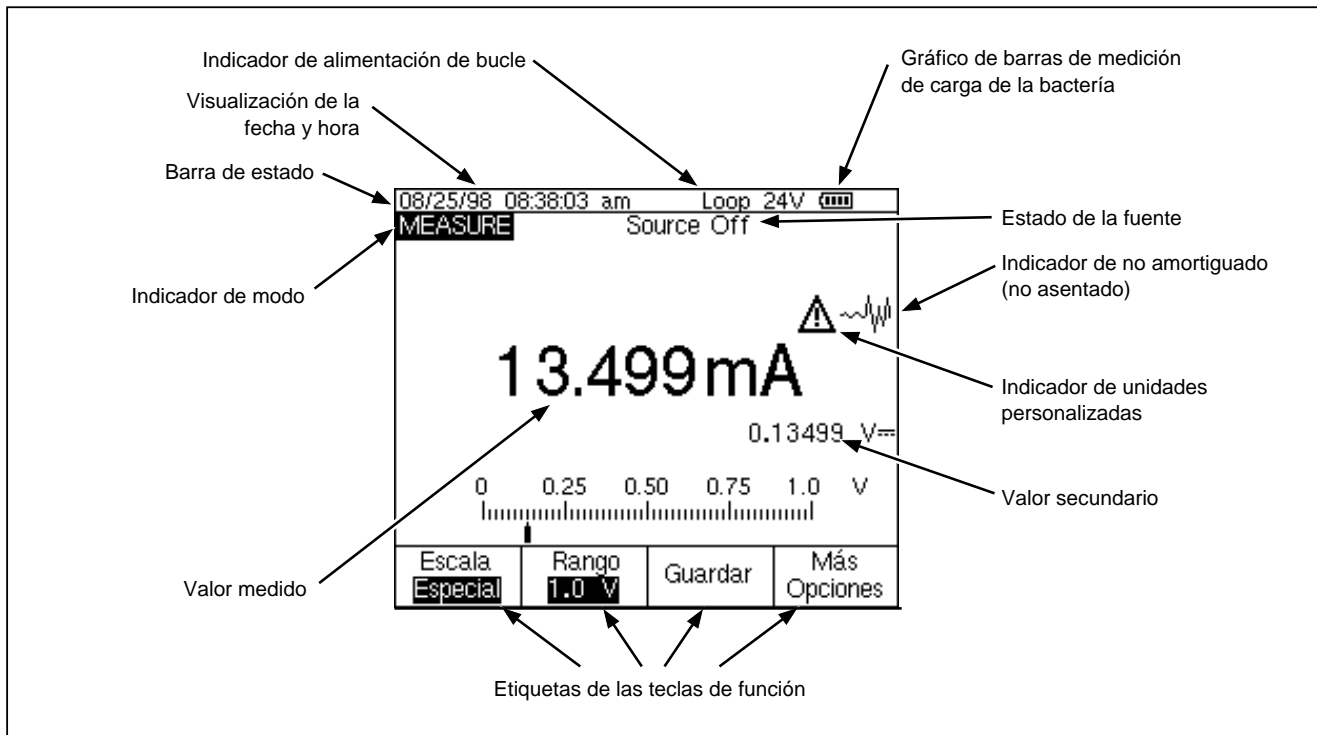 Indicador de alimentación de bucle
Gráfico de barras de medición
de carga de la bactería
Visualización de la
fecha y hora
Barra de estado
08/25/98 08:38:03 am Loop 24V
MEASURE Source Off
Estado de la fuente
Indicador de no amortiguado
(no asentado)
Indicador de modo
13.499 mA
Indicador de unidades
personalizadas
0.13499 V
0 0.25 0.50 0.75 1.0 V
Valor secundario
Escala
Especial
Rango
1.0 V
Guardar
Más
Opciones
Valor medido
Etiquetas de las teclas de función